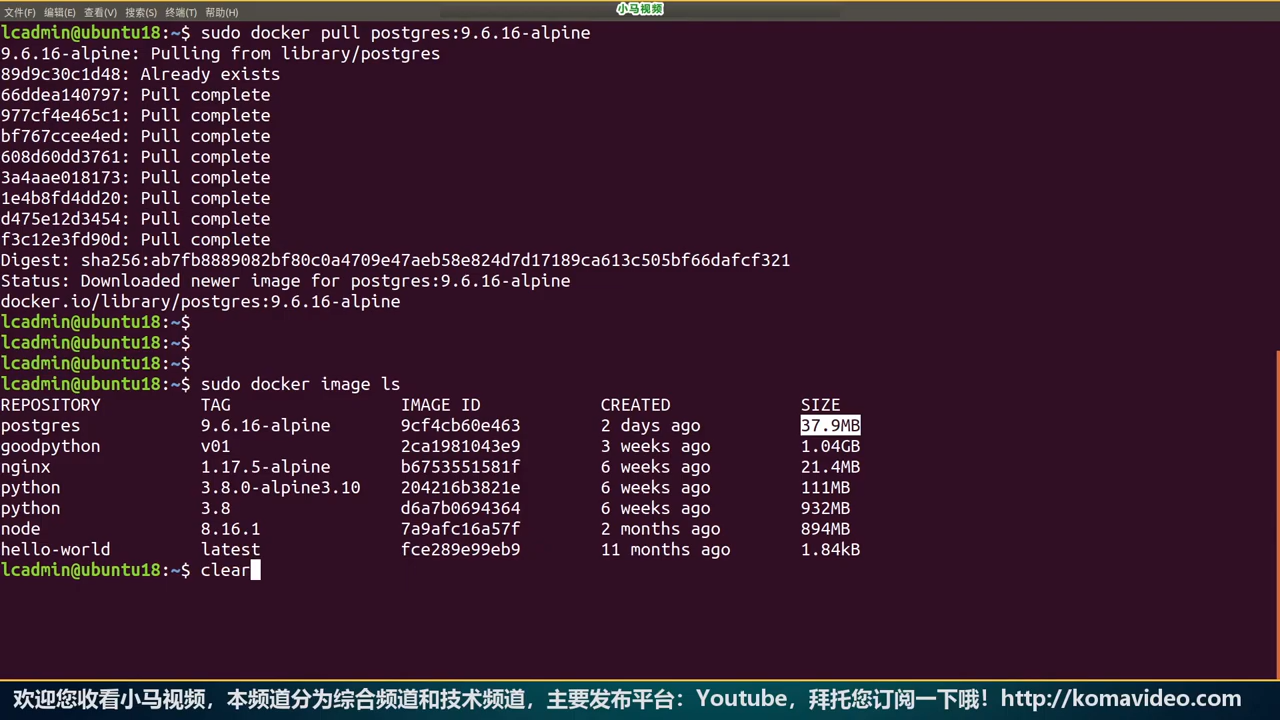 小马视频
文件(F) 编辑(E) 查看(V) 搜索(S) 终端(T) 帮助(H)
lcadmin@ubuntu18:~$ sudo docker pull postgres:9.6.16-alpine
9.6.16-alpine: Pulling from library/postgres
89d9c30c1d48: Already exists
66ddea140797: Pull complete
977cf4e465c1: Pull complete
bf767ccee4ed: Pull complete
608d60dd3761: Pull complete
3a4aae018173: Pull complete
1e4b8fd4dd20: Pull complete
d475e12d3454: Pull complete
f3c12e3fd90d: Pull complete
Digest: sha256:ab7fb8889082bf80c0a4709e47aeb58e824d7d17189ca613c505bf66dafcf321
Status: Downloaded newer image for postgres:9.6.16-alpine
docker.io/library/postgres:9.6.16-alpine
lcadmin@ubuntu18:~$
lcadmin@ubuntu18:~$
lcadmin@ubuntu18:~$
lcadmin@ubuntu18:~$ sudo docker image ls
REPOSITORY TAG IMAGE ID CREATED SIZE
postgres 9.6.16-alpine 9cf4cb60e463 2 days ago 37.9MB
goodpython v01 2ca1981043e9 3 weeks ago 1.04GB
nginx 1.17.5-alpine b6753551581f 6 weeks ago 21.4MB
python 3.8.0-alpine3.10 204216b3821e 6 weeks ago 111MB
python 3.8 d6a7b0694364 6 weeks ago 932MB
node 8.16.1 7a9afc16a57f 2 months ago 894MB
hello-world latest fce289e99eb9 11 months ago 1.84kB
lcadmin@ubuntu18:~$ clear
欢迎您收看小马视频，本频道分为综合频道和技术频道，主要发布平台：Youtube，拜托您订阅一下哦！http://komavideo.com